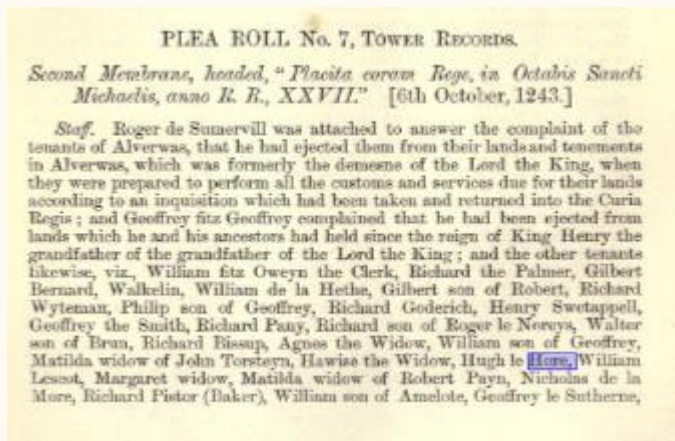 PLEA ROLL No. 7, TOWER RECORDS.
Second Membrane, headed, "Placita coram Rege, in Octabis Sancti
Michaelis, anno R. R., XXVII." [6th October, 1243.]
Staff. Roger de Sumervill was attached to answer the complaint of the
tenants of Alverwas, that he had ejected them from their lands and tenements
in Alverwas, which was formerly the demesne of the Lord the King, when
they were prepared to perform all the customs and services due for their lands
according to an inquisition which had been taken and returned into the Curia
Regis; and Geoffrey fitz Geoffrey complained that he had been ejected from
lands which he and his ancestors had held since the reign of King Henry the
grandfather of the grandfather of the Lord the King; and the other tenants
likewise, viz., William fitz Oweyn the Clerk, Richard the Palmer, Gilbert
Bernard, Walkelin, William de la Hethe, Gilbert son of Robert, Richard
Wyteman, Philip son of Geoffrey, Richard Goderich, Henry Swetappell,
Geoffrey the Smith, Richard Pany, Richard son of Roger le Noreys, Walter
son of Brun, Richard Bissup, Agnes the Widow, William son of Geoffrey,
Matilda widow of John Torsteyn, Hawise the Widow, Hugh le Hore, William
Margaret widow, Matilda widow of Robert Payn, Nicholas de la
More, Richard Pistor (Baker), William son of Amelote, Geoffrey le Sutherne,